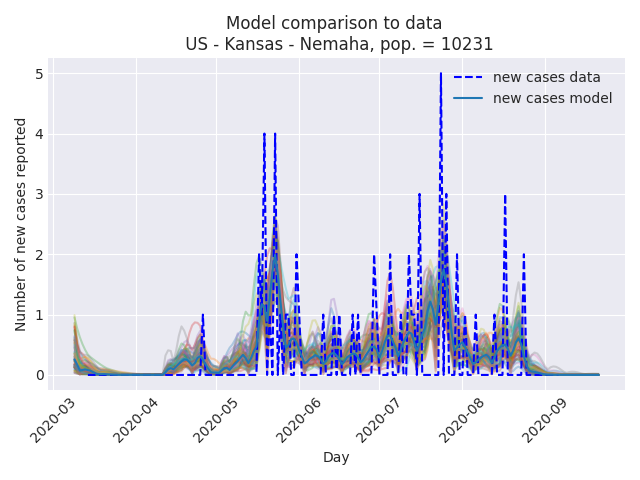 Model comparison to data
US - Kansas - Nemaha, pop. = 10231
new cases data
new cases model
Number of new cases reported
5
4
3
2
1
0
2020-03
2020-04
2020-05
2020-06
2020-07
2020-08
2020-09
Day